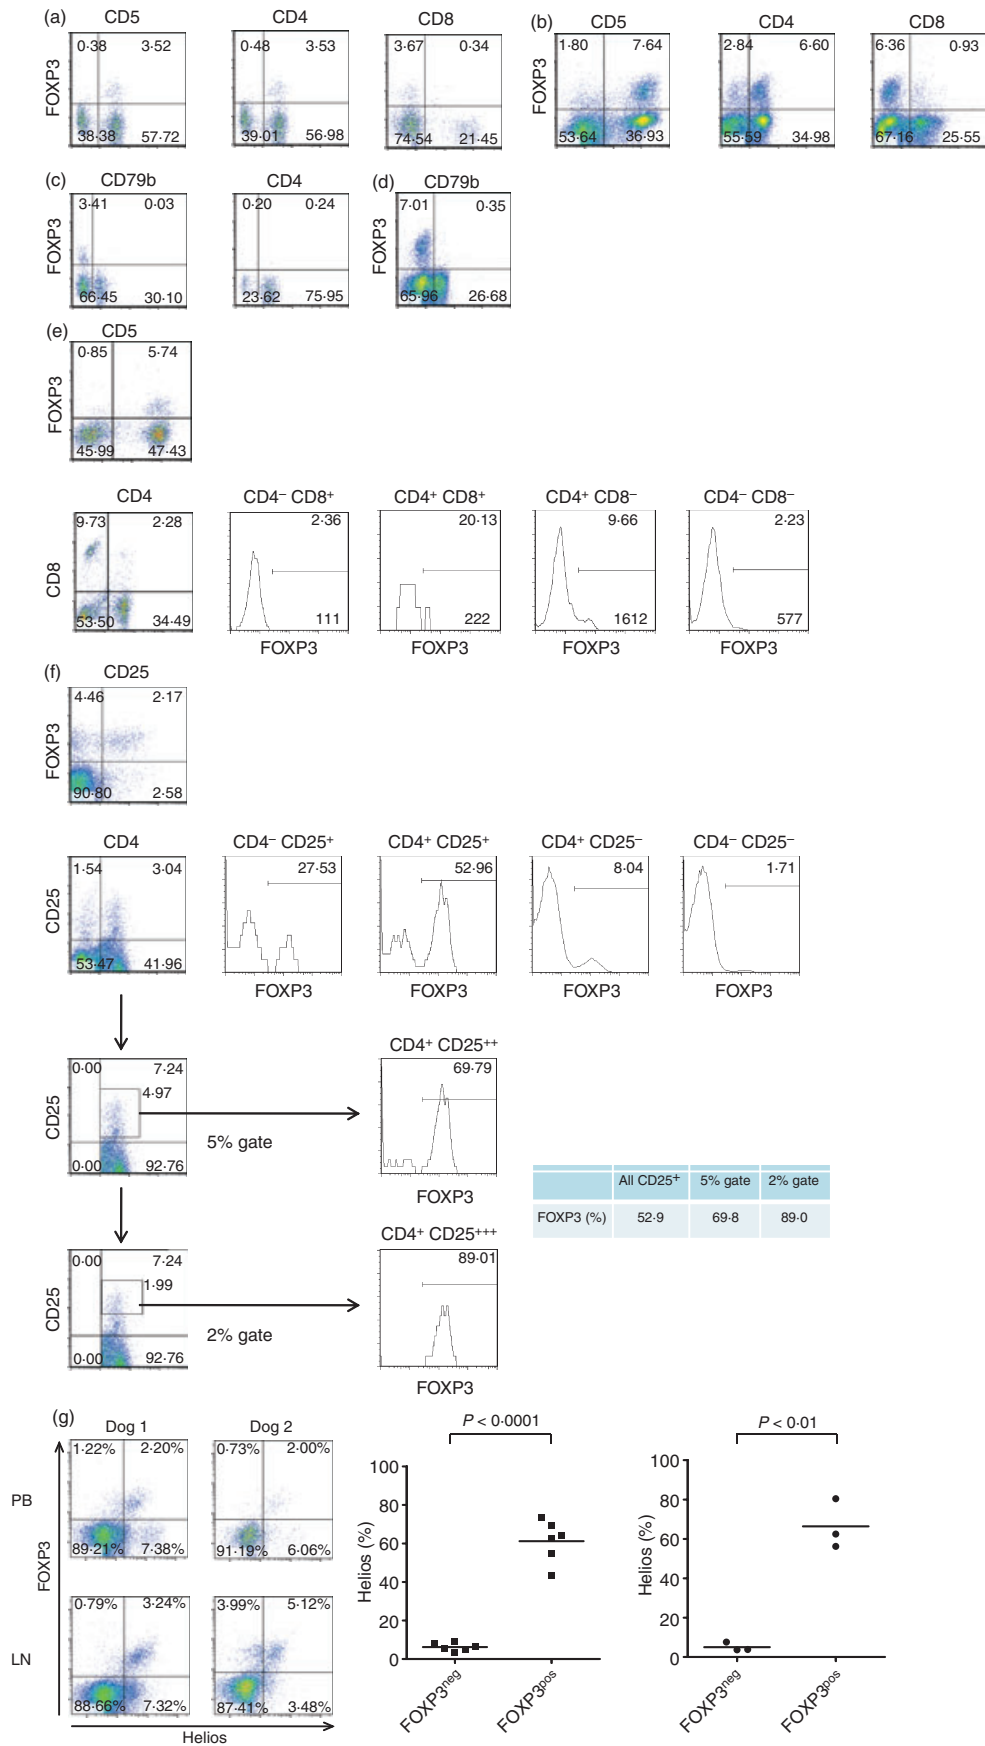 (a) CD5 CD4 CD8 (b) CD5 CD4 CD8
FOXP3 0·38 3·52 0·48 3·53 3·67 0·34 FOXP3 1·80 7·64 2·84 6·60 6·36 0·93
38·38 57·72 39·01 56·98 74·54 21·45 53·64 36·93 55·59 34·98 67·16 25·55
(c) CD79b CD4 (d) CD79b
FOXP3 3·41 0·03 0·20 0·24 FOXP3 7·01 0·35
66·45 30·10 23·62 75·95 65·96 26·68
(e) CD5
FOXP3 0·85 5·74
45·99 47·43
CD4 CD4– CD8+ CD4+ CD8+ CD4+ CD8– CD4– CD8–
CD8 9·73 2·28 2·36 20·13 9·66 2·23
53·50 34·49 111 222 1612 577
FOXP3 FOXP3 FOXP3 FOXP3
(f) CD25
FOXP3 4·46 2·17
90·80 2·58
CD4 CD4– CD25+ CD4+ CD25+ CD4+ CD25– CD4– CD25–
CD25 1·54 3·04 27·53 52·96 8·04 1·71
53·47 41·96
FOXP3 FOXP3 FOXP3 FOXP3
CD4+ CD25++
CD25 0·00 7·24 69·79
4·97
5% gate
0·00 92·76
FOXP3
All CD25+ 5% gate 2% gate
FOXP3 (%) 52·9 69·8 89·0
CD4+ CD25+++
CD25 0·00 7·24 89·01
1·99
2% gate
0·00 92·76
FOXP3
(g) Dog 1 Dog 2
PB 1·22% 2·20% 0·73% 2·00%
89·21% 7·38% 91·19% 6·06%
FOXP3
LN 0·79% 3·24% 3·99% 5·12%
88·66% 7·32% 87·41% 3·48%
Helios
P < 0·0001
Helios (%)
100
80
60
40
20
0
FOXP3neg FOXP3pos
P < 0·01
Helios (%)
100
80
60
40
20
0
FOXP3neg FOXP3pos